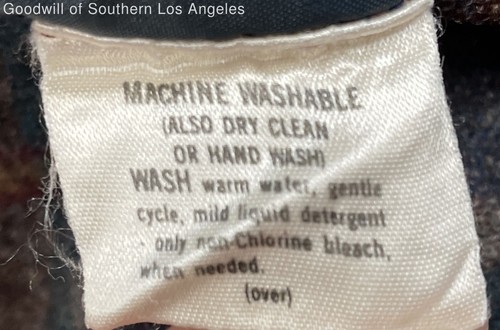 Goodwill of Southern Los Angeles
MACHINE WASHABLE
(ALSO DRY CLEAN
OR HAND WASH)
WASH warm water, gentle
cycle, mild liquid detergent
- only non-Chlorine bleach,
when needed.
(over)